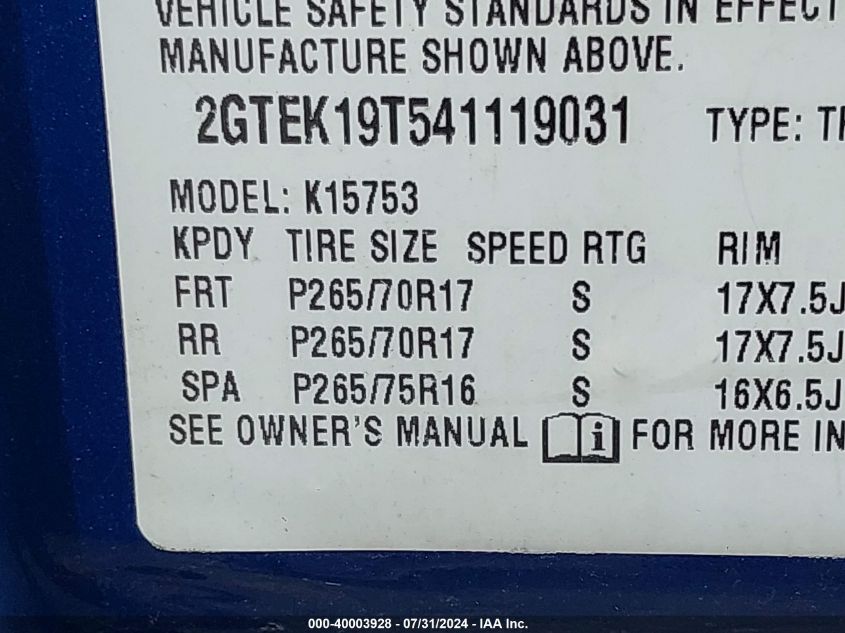 VEHICLE SAFETY STANDARDS IN EFFECT
MANUFACTURE SHOWN ABOVE.
2GTEK19T541119031 TYPE:
MODEL: K15753
KPDY TIRE SIZE SPEED RTG RIM
FRT P265/70R17 S 17X7.5J
RR P265/70R17 S 17X7.5J
SPA P265/75R16 S 16X6.5J
SEE OWNER'S MANUAL i FOR MORE
000-40003928 - 07/31/2024 - IAA Inc.